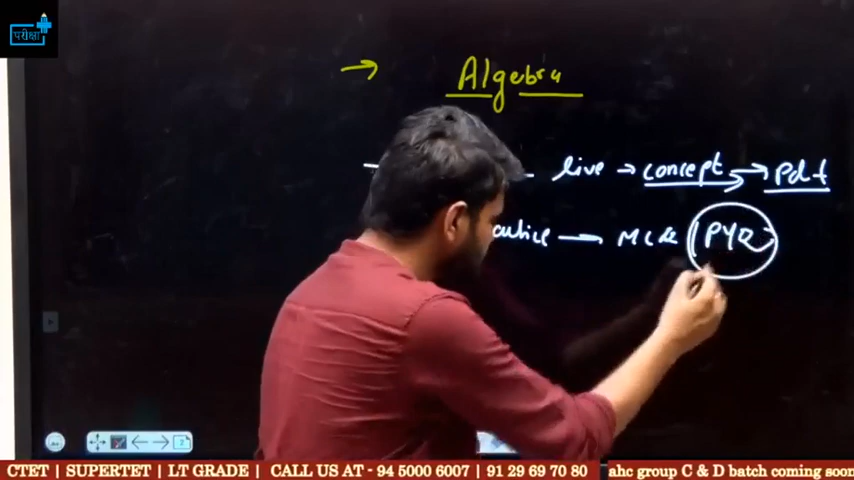 परीक्षा
→ Algebra
live → concept → Pdf
→ MCQ (PYQ)
CTET | SUPERTET | LT GRADE | CALL US AT - 94 5000 6007 | 91 29 69 70 80 ahc group C & D batch coming soon